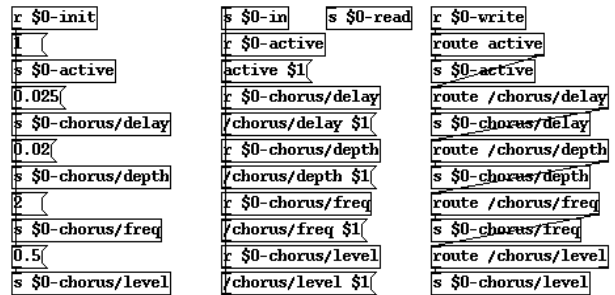 r $0-init
1
s $0-active
0.025
s $0-chorus/delay
0.02
s $0-chorus/depth
2
s $0-chorus/freq
0.5
s $0-chorus/level
s $0-in
s $0-read
r $0-active
active $1
r $0-chorus/delay
/chorus/delay $1
r $0-chorus/depth
/chorus/depth $1
r $0-chorus/freq
/chorus/freq $1
r $0-chorus/level
/chorus/level $1
r $0-write
route active
s $0-active
route /chorus/delay
s $0-chorus/delay
route /chorus/depth
s $0-chorus/depth
route /chorus/freq
s $0-chorus/freq
route /chorus/level
s $0-chorus/level